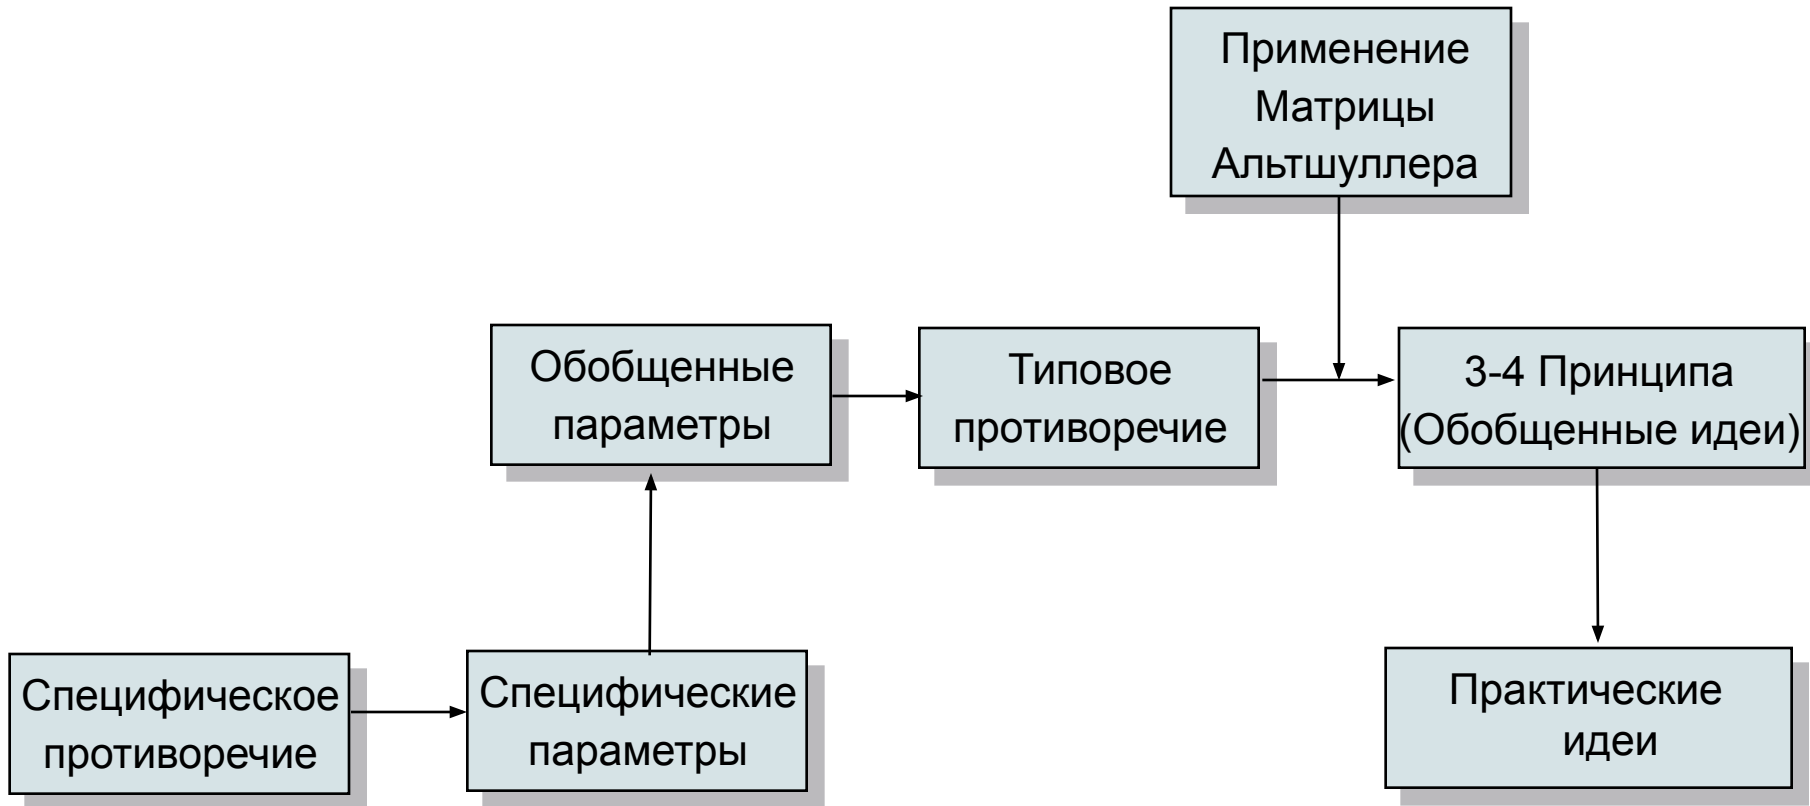 Применение
Матрицы
Альтшуллера
Обобщенные
параметры
Типовое
противоречие
3-4 Принципа
(Обобщенные идеи)
Специфическое
противоречие
Специфические
параметры
Практические
идеи